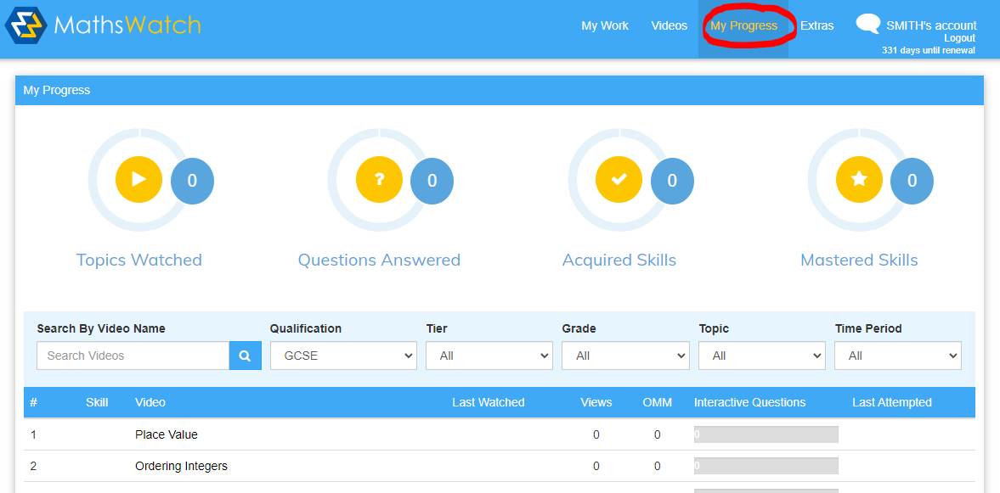 MathsWatch
My Work Videos My Progress Extras SMITH's account
Logout
331 days until renewal
My Progress
? 0 0 0 0
Topics Watched Questions Answered Acquired Skills Mastered Skills
Search By Video Name Qualification Tier Grade Topic Time Period
Search Videos GCSE All All All All
# Skill Video Last Watched Views OMM Interactive Questions Last Attempted
1 Place Value 0 0 0
2 Ordering Integers 0 0 0